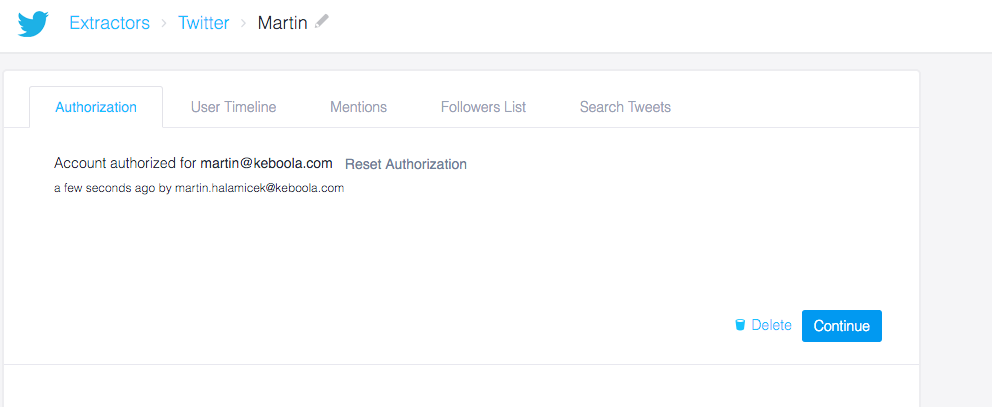 Extractors > Twitter > Martin
Authorization User Timeline Mentions Followers List Search Tweets
Account authorized for martin@keboola.com Reset Authorization
a few seconds ago by martin.halamicek@keboola.com
Delete Continue